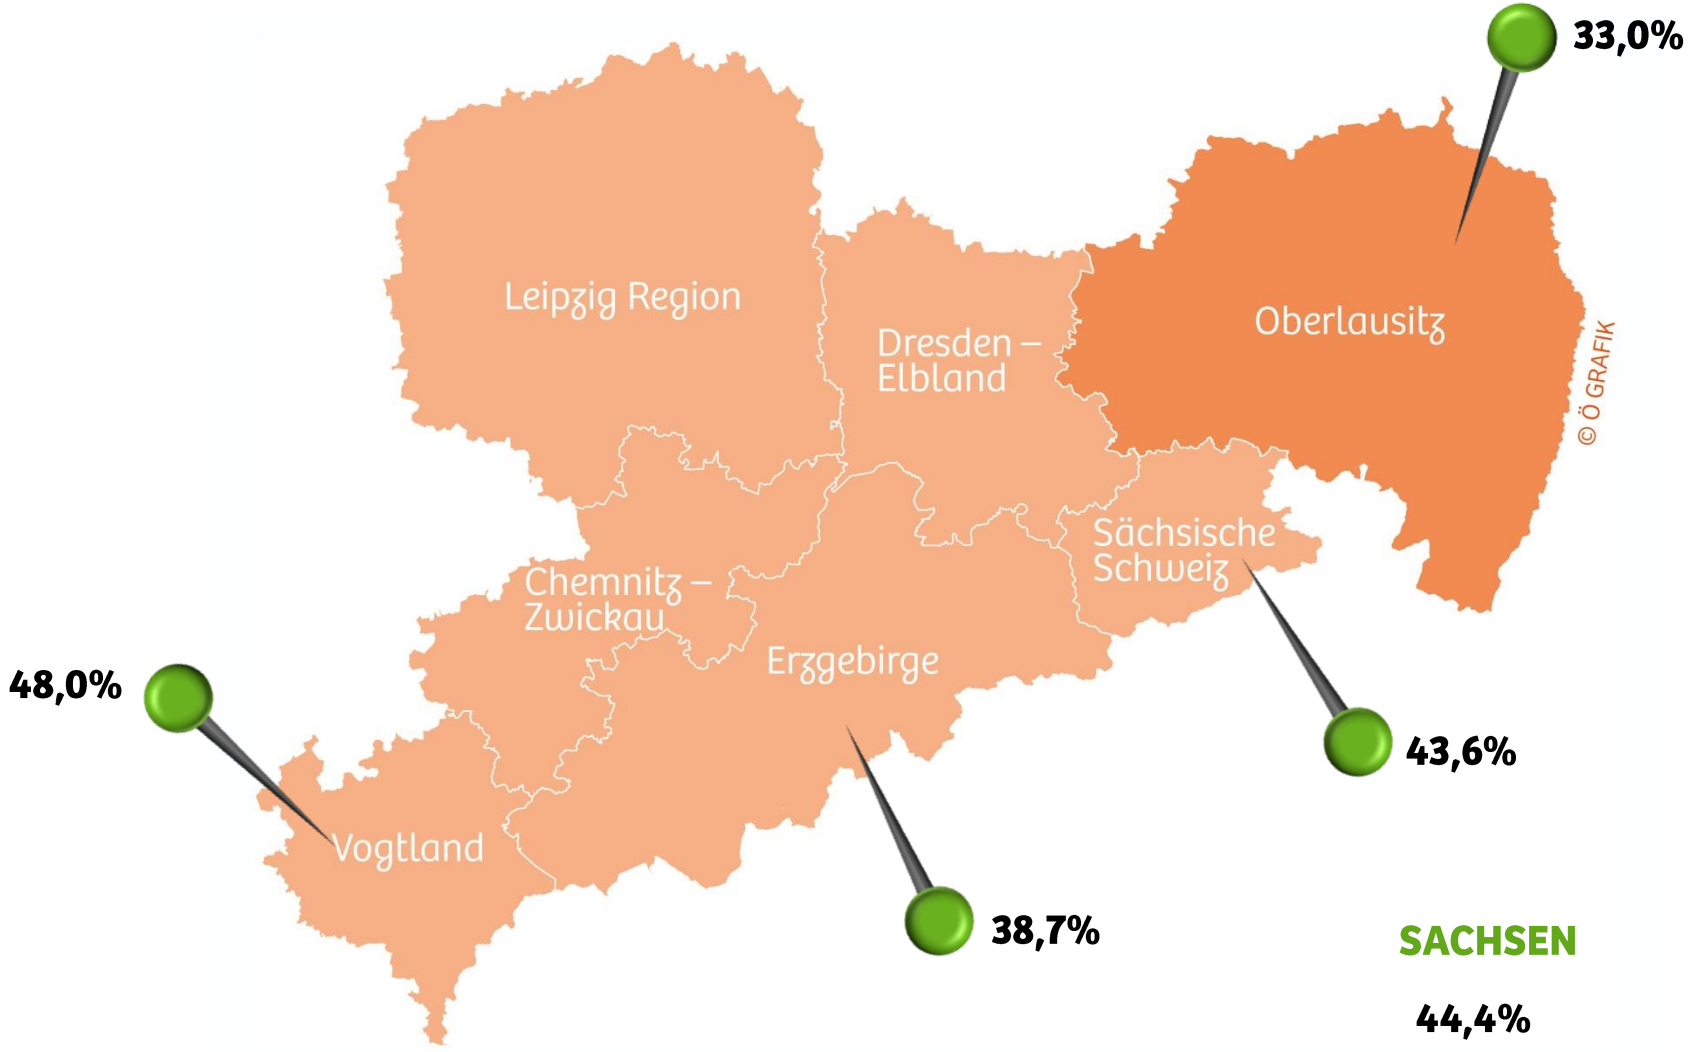 33,0%
Leipzig Region
Oberlausitz
Dresden –
Elbland
© Ö GRAFIK
Sächsische
Schweiz
Chemnitz –
Zwickau
Erzgebirge
48,0%
43,6%
Vogtland
38,7%
SACHSEN
44,4%